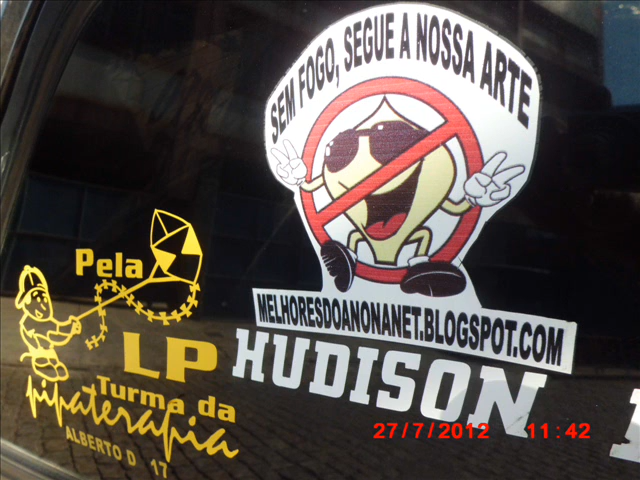 SEM FOGO, SEGUE A NOSSA ARTE
MELHORESDOANONANET.BLOGSPOT.COM
Pela
LP HUDISON
Turma da
pipaterapia
ALBERTO D 17
27/7/2012 11:42